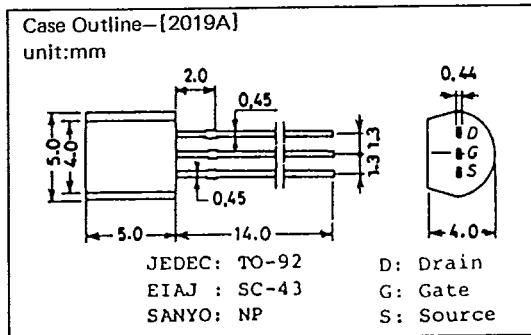 Case Outline–[2019A]
unit:mm
2.0
0,45
0,44
5.0
4.0
1.3
1.3
D
G
S
0,45
5.0
14.0
4.0
JEDEC: TO-92 D: Drain
EIAJ : SC-43 G: Gate
SANYO: NP S: Source